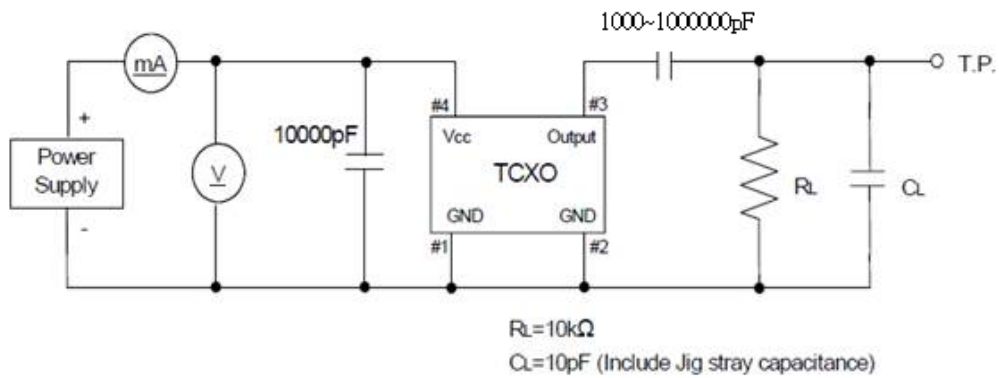 1000~1000000pF
mA
T.P.
#4
#3
+
10000pF
Vcc
Output
Power
Supply
V
TCXO
RL
CL
-
GND
GND
#1
#2
RL=10kΩ
CL=10pF (Include Jig stray capacitance)